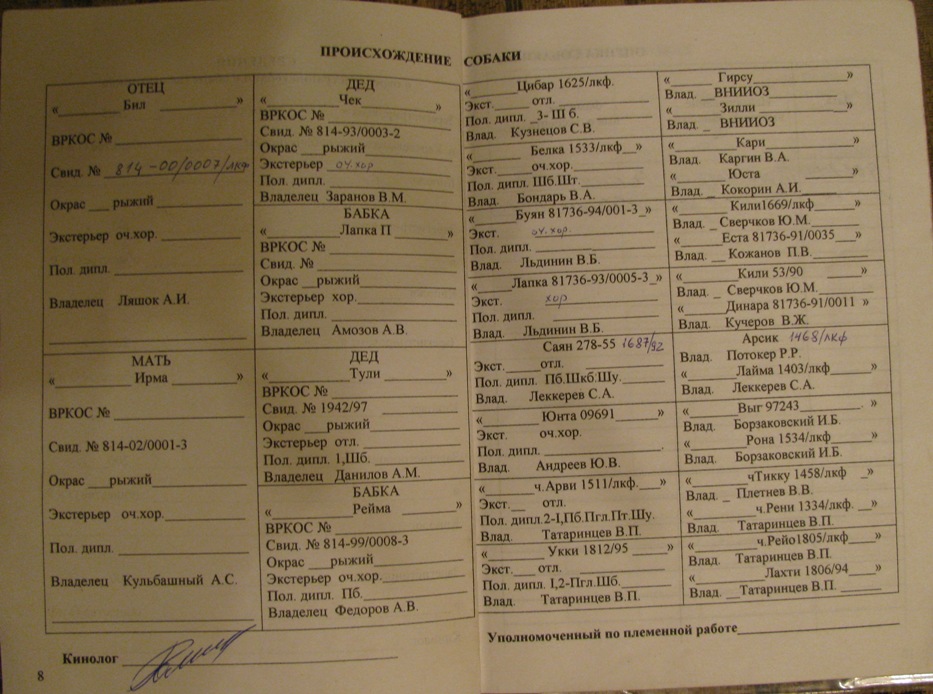 ПРОИСХОЖДЕНИЕ СОБАКИ
ОТЕЦ
« Бил »
ВРКОС №
Свид. № 814-00/0007/лкф
Окрас рыжий
Экстерьер оч.хор.
Пол. дипл.
Владелец Ляшок А.И.
МАТЬ
« Ирма »
ВРКОС №
Свид. № 814-02/0001-3
Окрас рыжий
Экстерьер оч.хор.
Пол. дипл.
Владелец Кульбашный А.С.
ДЕД
« Чек »
ВРКОС №
Свид. № 814-93/0003-2
Окрас рыжий
Экстерьер оч.хор
Пол. дипл.
Владелец Заранов В.М.
БАБКА
« Лапка П »
ВРКОС №
Свид. №
Окрас рыжий
Экстерьер хор.
Пол. дипл.
Владелец Амозов А.В.
ДЕД
« Тули »
ВРКОС №
Свид. № 1942/97
Окрас рыжий
Экстерьер отл.
Пол. дипл. 1,Шб.
Владелец Данилов А.М.
БАБКА
« Рейма »
ВРКОС №
Свид. № 814-99/0008-3
Окрас рыжий
Экстерьер оч.хор.
Пол. дипл. Пб.
Владелец Федоров А.В.
« Цибар 1625/лкф.
Экст. отл.
Пол. дипл. 3- Ш б.
Влад. Кузнецов С.В.
« Белка 1533/лкф »
Экст. оч.хор.
Пол. дипл. Шб.Шт.
Влад. Бондарь В.А.
« Буян 81736-94/001-3 »
Экст. оч.хор.
Пол. дипл.
Влад. Льдинин В.Б.
« Лапка 81736-93/0005-3 »
Экст. хор
Пол. дипл.
Влад. Льдинин В.Б.
Саян 278-55 1687/92
Экст. отл.
Пол. дипл. Пб.Шкб:Шу.
Влад. Леккерев С.А.
« Юнта 09691 »
Экст. оч.хор.
Пол. дипл.
Влад. Андреев Ю.В.
« ч.Арви 1511/лкф. »
Экст. отл.
Пол. дипл.2-I,Пб.Пгл.Пт.Шу.
Влад. Татаринцев В.П.
« Укки 1812/95 »
Экст. отл.
Пол. дипл. I,2-Пгл.Шб.
Влад. Татаринцев В.П.
« Гирсу »
Влад. ВНИИОЗ
« Зилли »
Влад. ВНИИОЗ
« Кари »
Влад. Каргин В.А.
« Юста »
Влад. Кокорин А.И.
« Кили1669/лкф »
Влад. Сверчков Ю.М.
« Еста 81736-91/0035 »
Влад. Кожанов П.В.
« Кили 53/90 »
Влад. Сверчков Ю.М.
« Динара 81736-91/0011 »
Влад. Кучеров В.Ж.
Арсик 1468/лкф
Влад. Потокер Р.Р.
« Лайма 1403/лкф »
Влад. Леккерев С.А.
« Выг 97243 . »
Влад. Борзаковский И.Б.
« Рона 1534/лкф »
Влад. Борзаковский И.Б.
« чТикку 1458/лкф »
Влад. Плетнев В.В.
« ч.Рени 1334/лкф. »
Влад. Татаринцев В.П.
« ч.Рейо1805/лкф »
Влад. Татаринцев В.П.
« Лахти 1806/94 »
Влад. Татаринцев В.П.
Кинолог
Уполномоченный по племенной работе
8